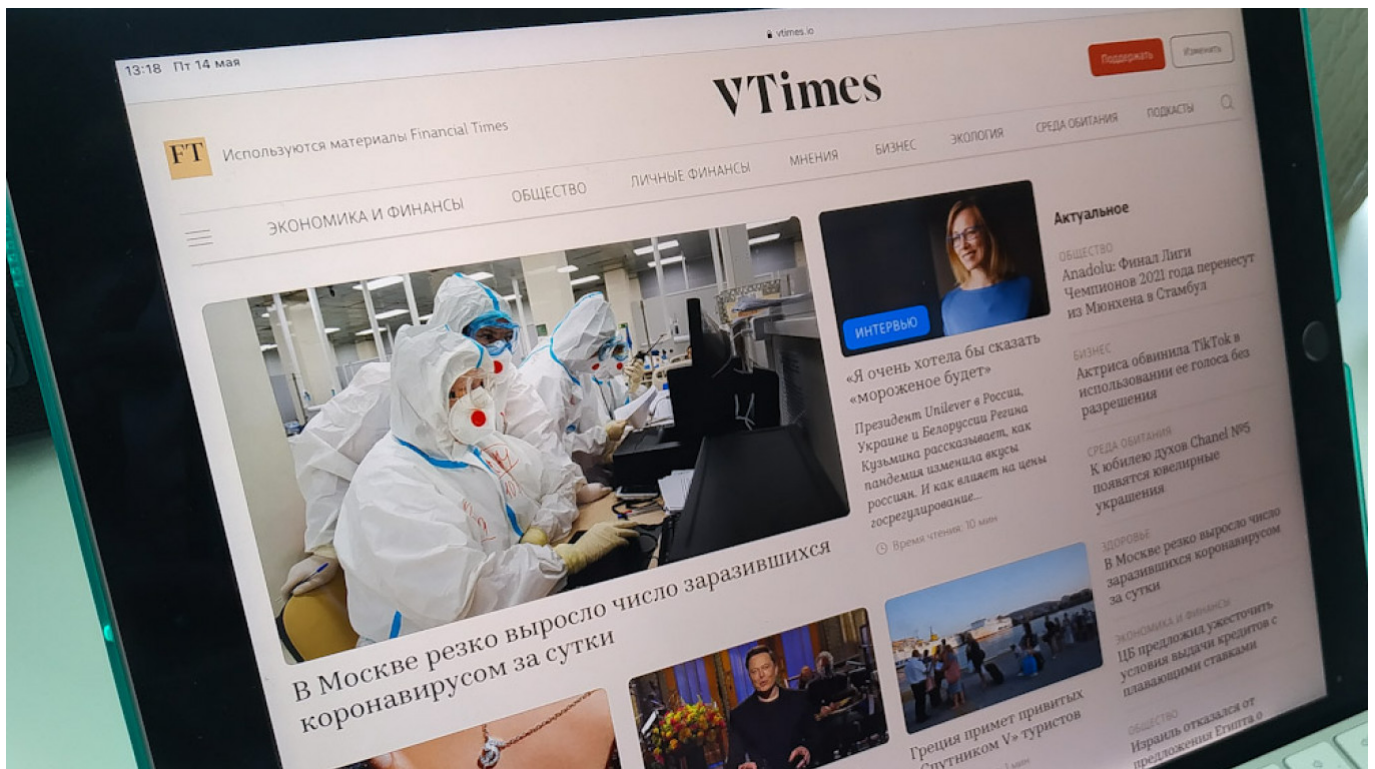 13:18 Пт 14 мая
vtimes.io
FT
Используются материалы Financial Times
VTimes
Поддержать
Изменить
ЭКОНОМИКА И ФИНАНСЫ
ОБЩЕСТВО
ЛИЧНЫЕ ФИНАНСЫ
МНЕНИЯ
БИЗНЕС
ЭКОЛОГИЯ
СРЕДА ОБИТАНИЯ
ПОДКАСТЫ
В Москве резко выросло число заразившихся
коронавирусом за сутки
ИНТЕРВЬЮ
«Я очень хотела бы сказать
«мороженое будет»
Президент Unilever в России,
Украине и Белоруссии Регина
Кузьмина рассказывает, как
пандемия изменила вкусы
россиян. И как влияет на цены
госрегулирование...
Время чтения: 10 мин
Греция примет привитых
«Спутником V» туристов
мин
Актуальное
ОБЩЕСТВО
Anadolu: Финал Лиги
Чемпионов 2021 года перенесут
из Мюнхена в Стамбул
БИЗНЕС
Актриса обвинила TikTok в
использовании ее голоса без
разрешения
СРЕДА ОБИТАНИЯ
К юбилею духов Chanel №5
появятся ювелирные
украшения
ЗДОРОВЬЕ
В Москве резко выросло число
заразившихся коронавирусом
за сутки
ЭКОНОМИКА И ФИНАНСЫ
ЦБ предложил ужесточить
условия выдачи кредитов с
плавающими ставками
ОБЩЕСТВО
Израиль отказался от
предложения Египта о